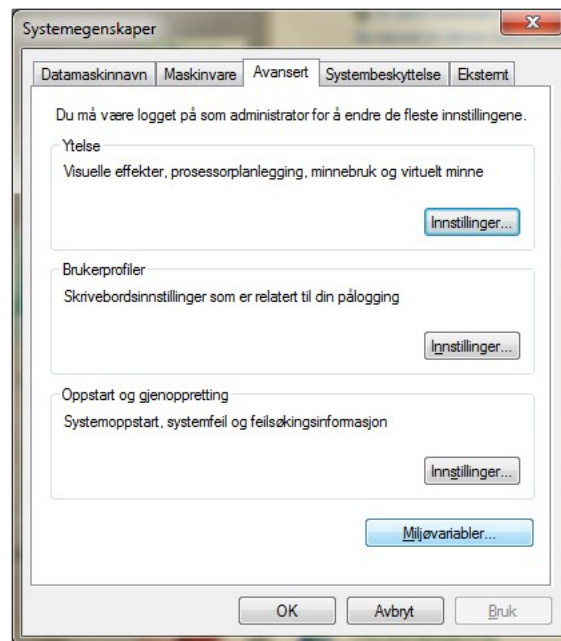 Systemegenskaper
Datamaskinnavn Maskinvare Avansert Systembeskyttelse Eksternt
Du må være logget på som administrator for å endre de fleste innstillingene.
Ytelse
Visuelle effekter, prosessorplanlegging, minnebruk og virtuelt minne
Innstillinger...
Brukerprofiler
Skrivebordsinnstillinger som er relatert til din pålogging
Innstillinger...
Oppstart og gjenoppretting
Systemoppstart, systemfeil og feilsøkingsinformasjon
Innstillinger...
Miljøvariabler...
OK Avbryt Bruk